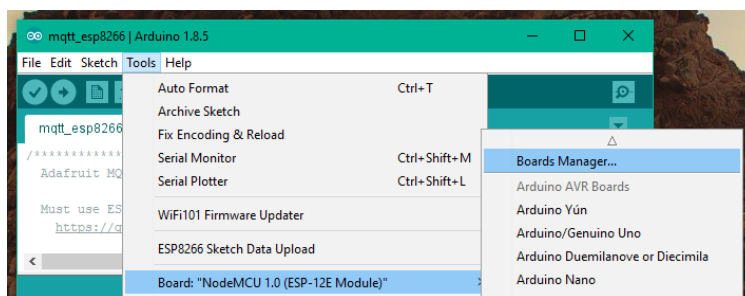 mqtt_esp8266 | Arduino 1.8.5
File Edit Sketch Tools Help
Auto Format Ctrl+T
Archive Sketch
mqtt_esp8266
Fix Encoding & Reload
/************
Serial Monitor Ctrl+Shift+M
Boards Manager...
Adafruit MQ
Serial Plotter Ctrl+Shift+L
Arduino AVR Boards
Must use ES
WiFi101 Firmware Updater
Arduino Yún
https://g
Arduino/Genuino Uno
ESP8266 Sketch Data Upload
Arduino Duemilanove or Diecimila
Board: "NodeMCU 1.0 (ESP-12E Module)"
Arduino Nano